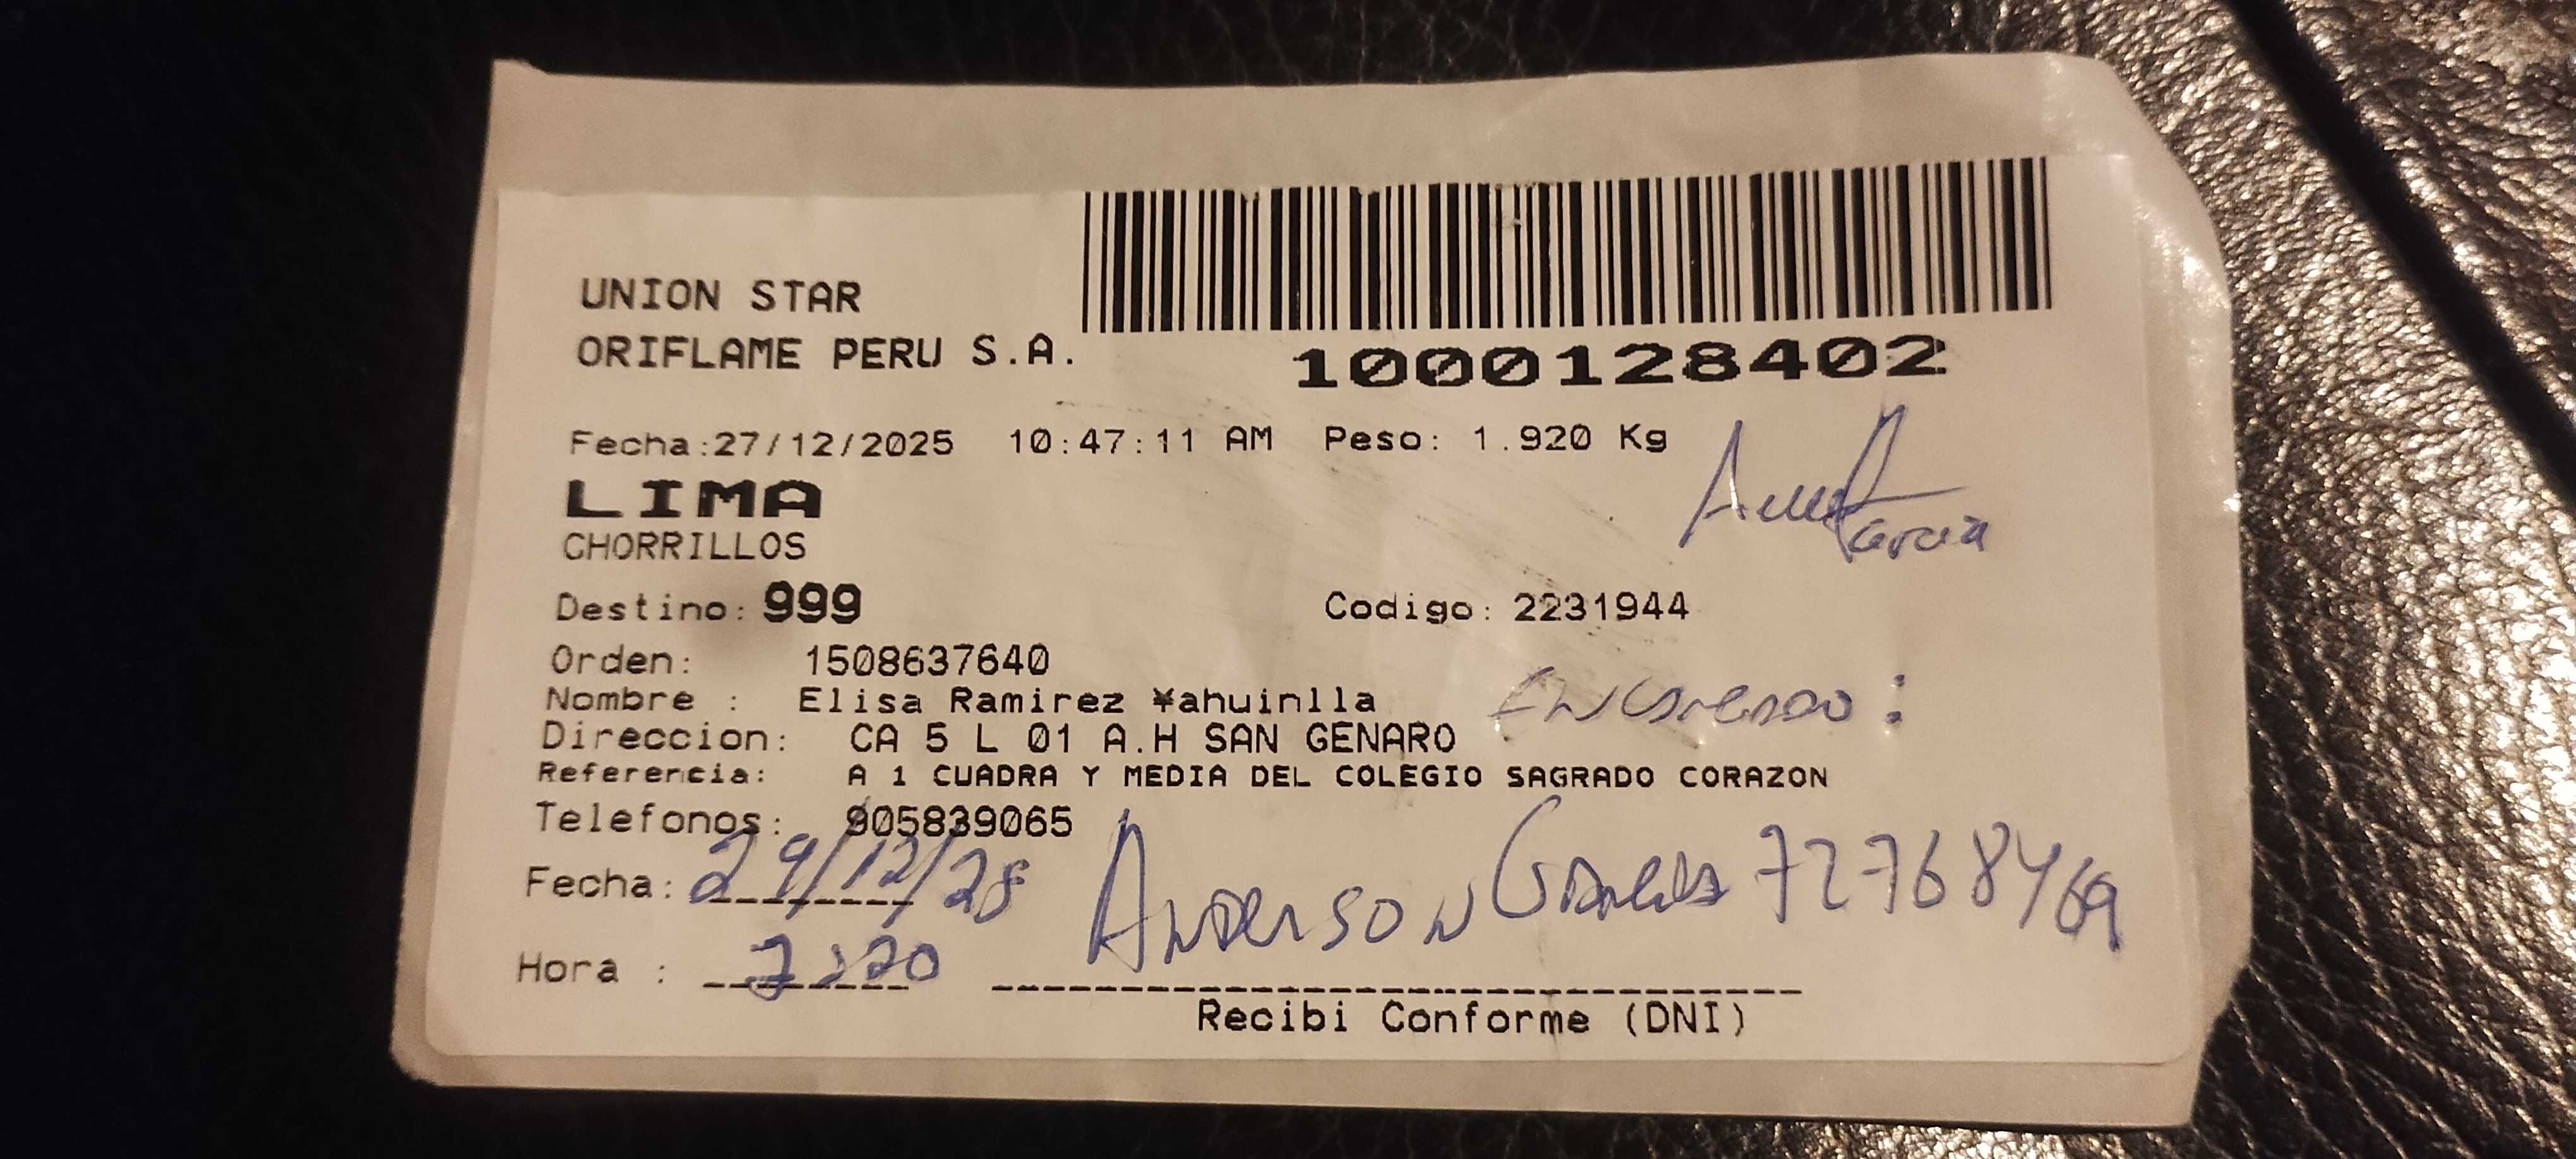 UNION STAR
ORIFLAME PERU S.A.
1000128402
Fecha:27/12/2025 10:47:11 AM Peso: 1.920 Kg
LIMA
CHORRILLOS
Garcia
Destino: 999 Codigo: 2231944
Orden: 1508637640
Nombre : Elisa Ramirez ¥ahuinlla
Direccion: CA 5 L 01 A.H SAN GENARO
Referencia: A 1 CUADRA Y MEDIA DEL COLEGIO SAGRADO CORAZON
Telefonos: 905839065
Fecha: 29/12/28
Anderson
Hora :
Recibi Conforme (DNI)